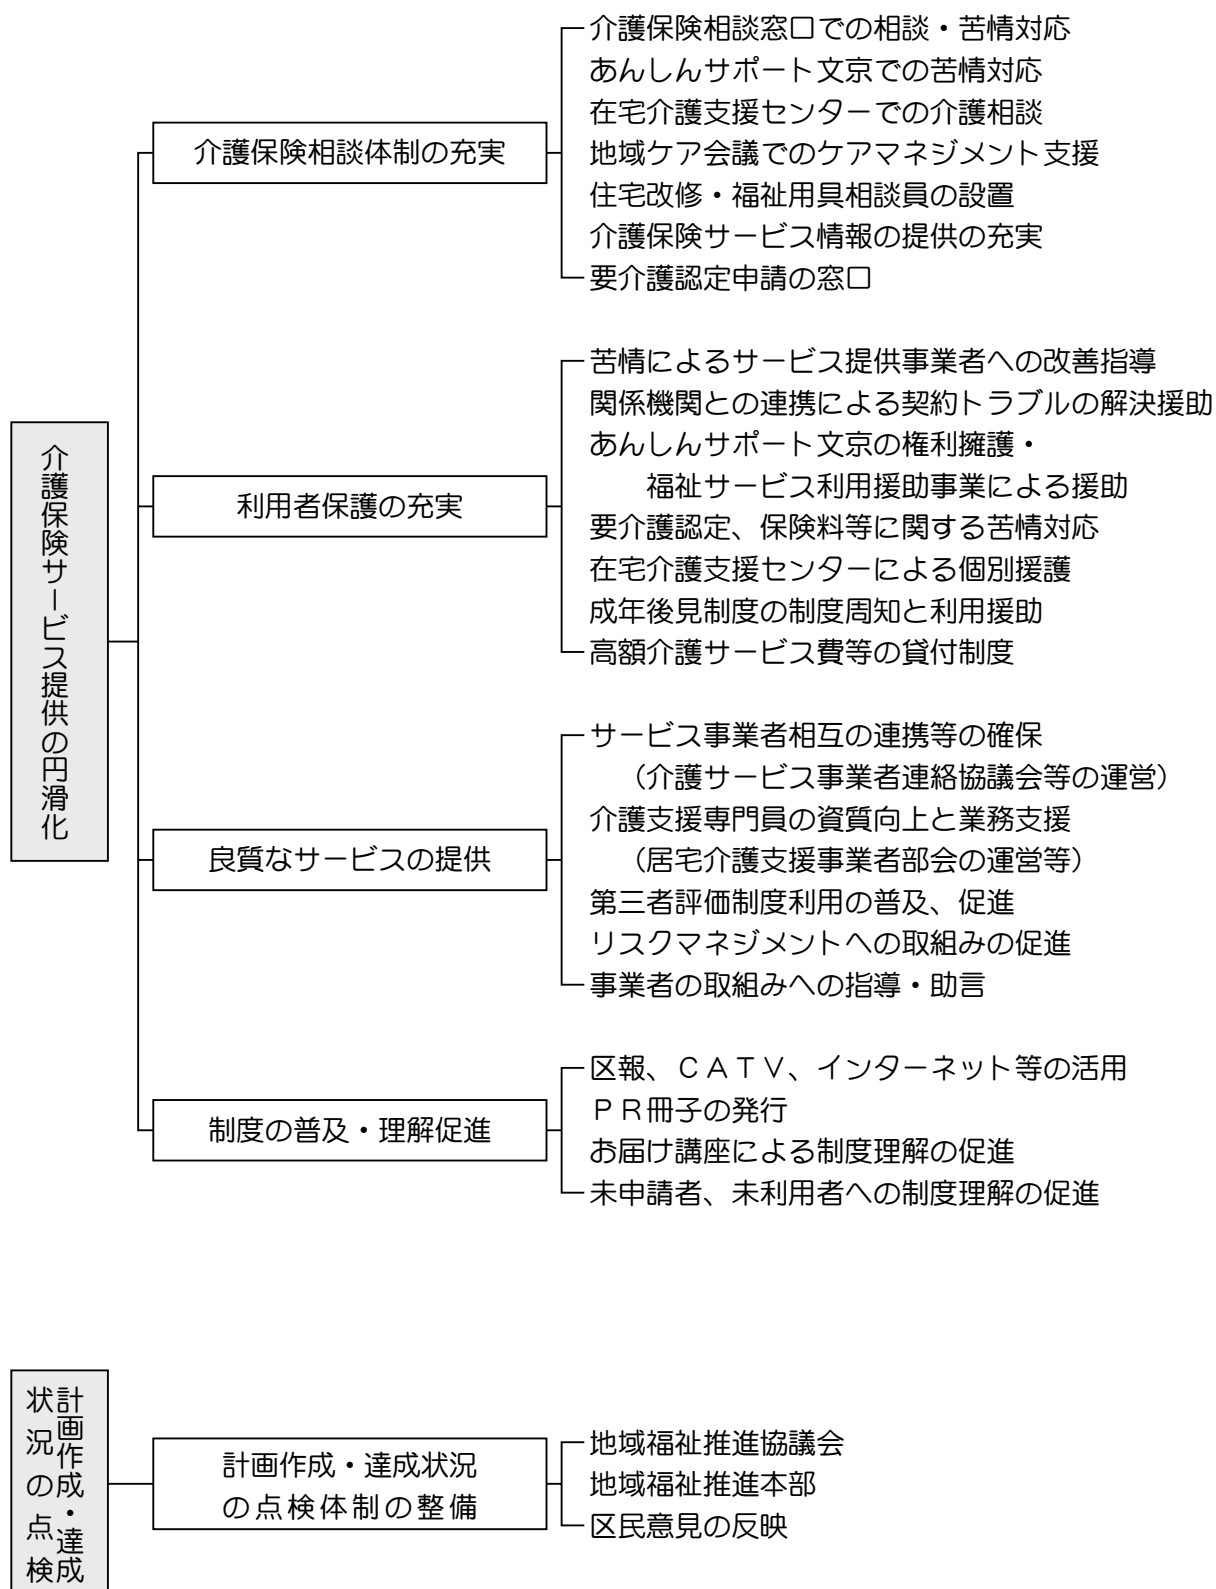 介護保険サービス提供の円滑化
介護保険相談体制の充実
介護保険相談窓口での相談・苦情対応
あんしんサポート文京での苦情対応
在宅介護支援センターでの介護相談
地域ケア会議でのケアマネジメント支援
住宅改修・福祉用具相談員の設置
介護保険サービス情報の提供の充実
要介護認定申請の窓口
利用者保護の充実
苦情によるサービス提供事業者への改善指導
関係機関との連携による契約トラブルの解決援助
あんしんサポート文京の権利擁護・
福祉サービス利用援助事業による援助
要介護認定、保険料等に関する苦情対応
在宅介護支援センターによる個別援護
成年後見制度の制度周知と利用援助
高額介護サービス費等の貸付制度
良質なサービスの提供
サービス事業者相互の連携等の確保
（介護サービス事業者連絡協議会等の運営）
介護支援専門員の資質向上と業務支援
（居宅介護支援事業者部会の運営等）
第三者評価制度利用の普及、促進
リスクマネジメントへの取組みの促進
事業者の取組みへの指導・助言
制度の普及・理解促進
区報、ＣＡＴＶ、インターネット等の活用
ＰＲ冊子の発行
お届け講座による制度理解の促進
未申請者、未利用者への制度理解の促進
計画作成・達成
状況の点検
計画作成・達成状況
の点検体制の整備
地域福祉推進協議会
地域福祉推進本部
区民意見の反映